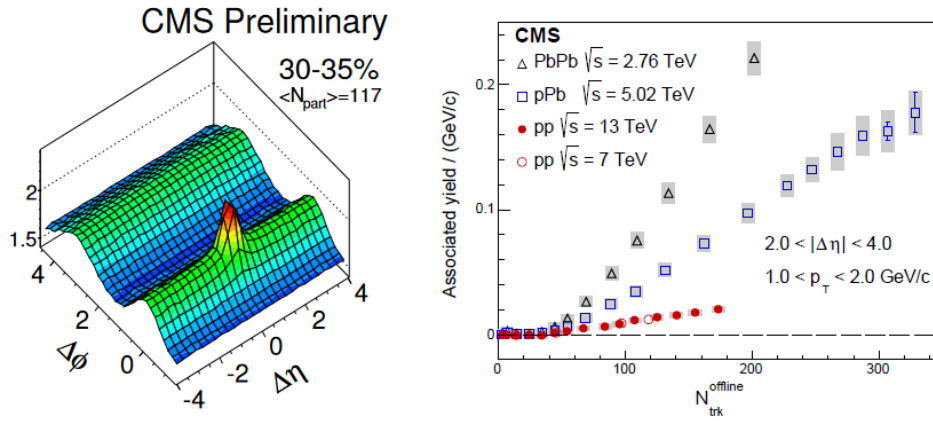 CMS Preliminary
30-35%
<N_part>=117
2
1.5
4
2
0
Δφ
-4
-2
0
2
4
Δη
CMS
PbPb √s = 2.76 TeV
pPb √s = 5.02 TeV
pp √s = 13 TeV
pp √s = 7 TeV
2.0 < |Δη| < 4.0
1.0 < p_T < 2.0 GeV/c
Associated yield / (GeV/c)
0.2
0.1
0
0
100
200
300
N_trk^offline